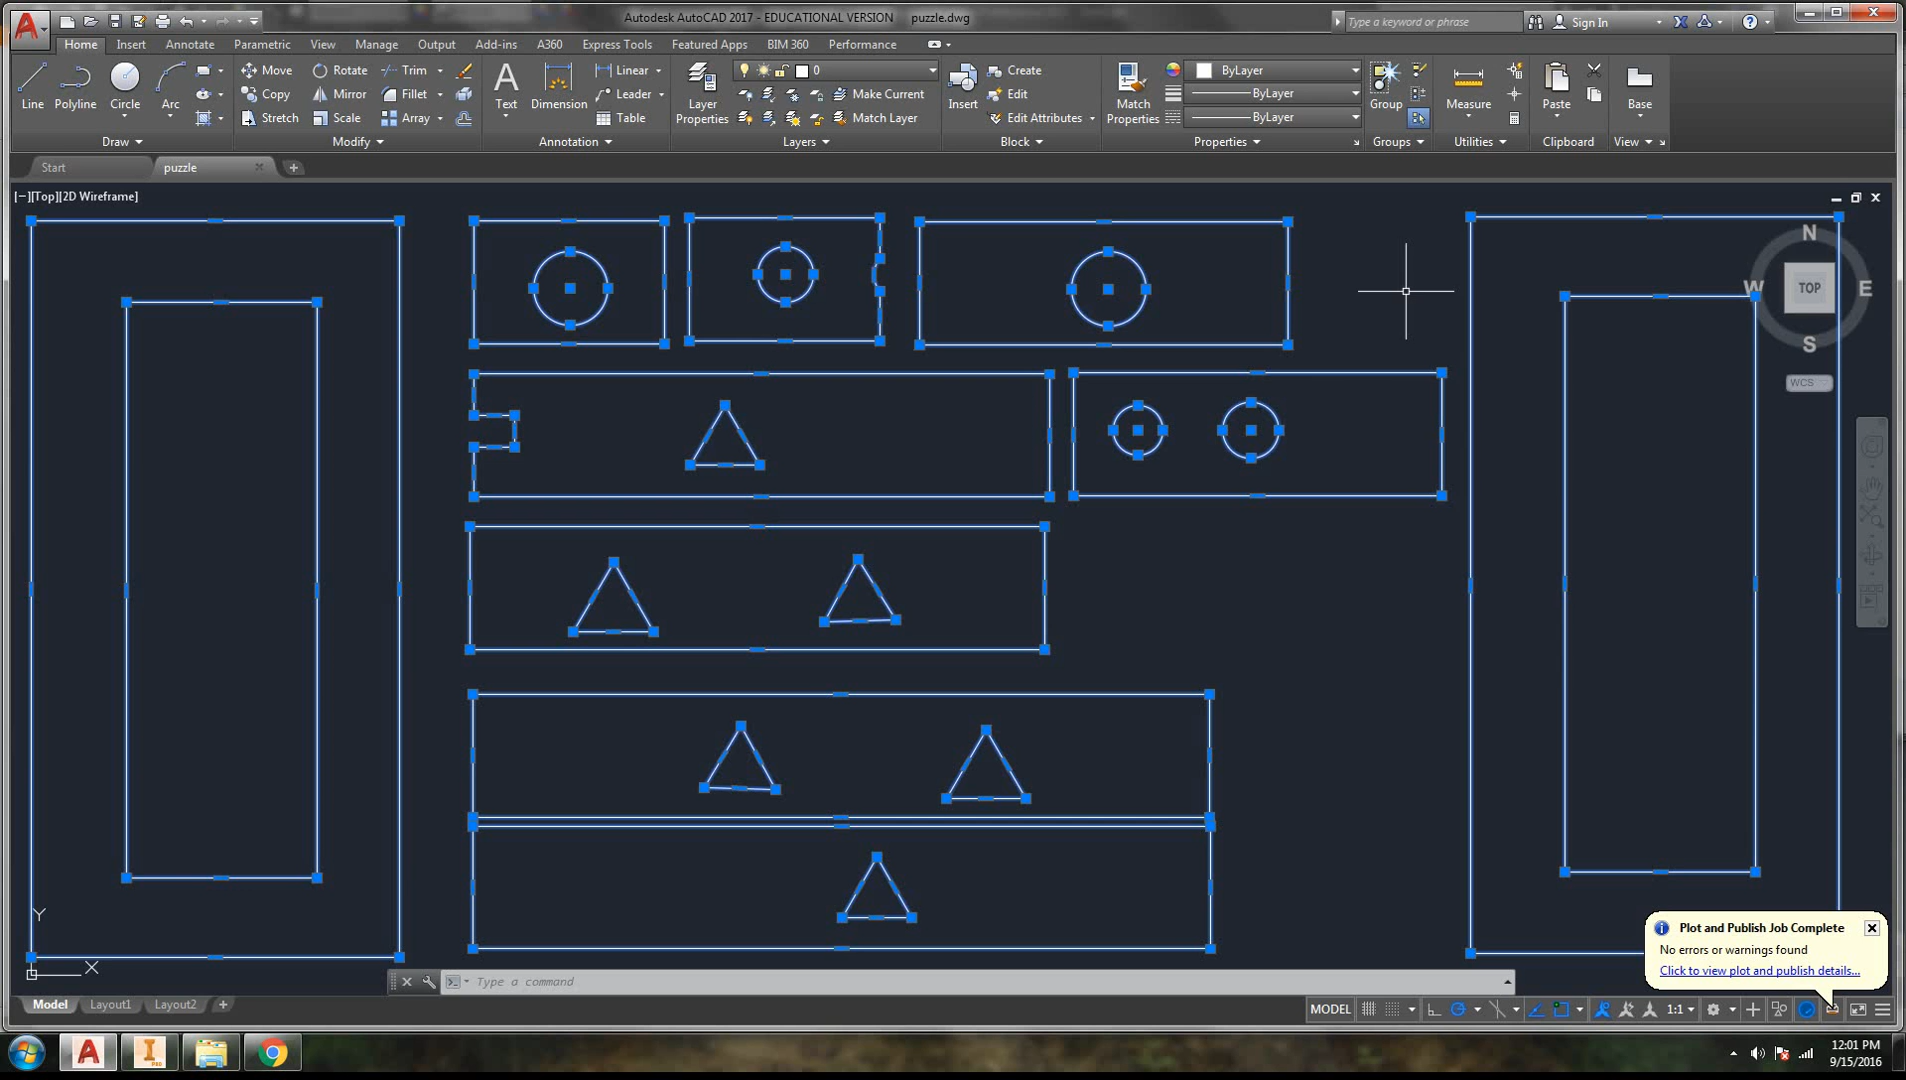 Autodesk AutoCAD 2017 - EDUCATIONAL VERSION puzzle.dwg
Type a keyword or phrase
Sign In
Home Insert Annotate Parametric View Manage Output Add-ins A360 Express Tools Featured Apps BIM 360 Performance
Line Polyline Circle Arc
Move Rotate Trim
Copy Mirror Fillet
Stretch Scale Array
Text Dimension
Linear
Leader
Table
Layer Properties
0
Make Current
Match Layer
Insert
Create
Edit
Edit Attributes
Match Properties
ByLayer
ByLayer
ByLayer
Group
Measure
Paste
Base
Draw Modify Annotation Layers Block Properties Groups Utilities Clipboard View
Start puzzle
[−][Top][2D Wireframe]
N
W TOP E
S
WCS
Y
X
Type a command
Plot and Publish Job Complete
No errors or warnings found
Click to view plot and publish details...
Model Layout1 Layout2
MODEL 1:1
12:01 PM
9/15/2016